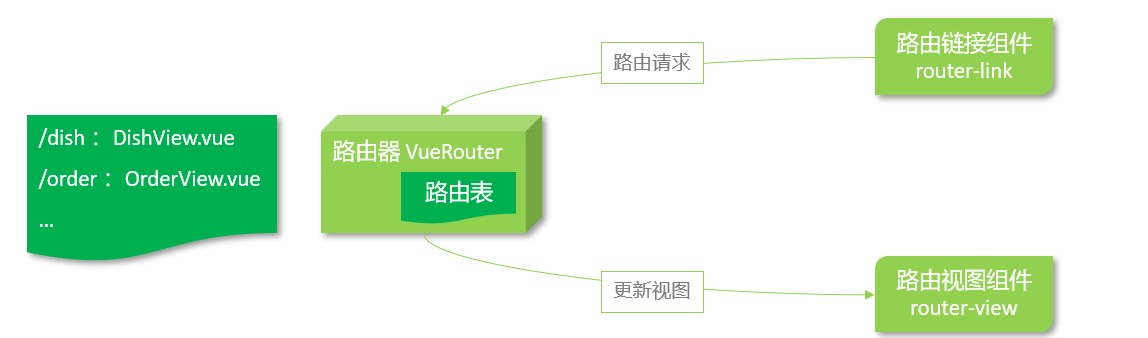 路由请求
路由链接组件
router-link
/dish： DishView.vue
/order： OrderView.vue
...
路由器 VueRouter
路由表
更新视图
路由视图组件
router-view